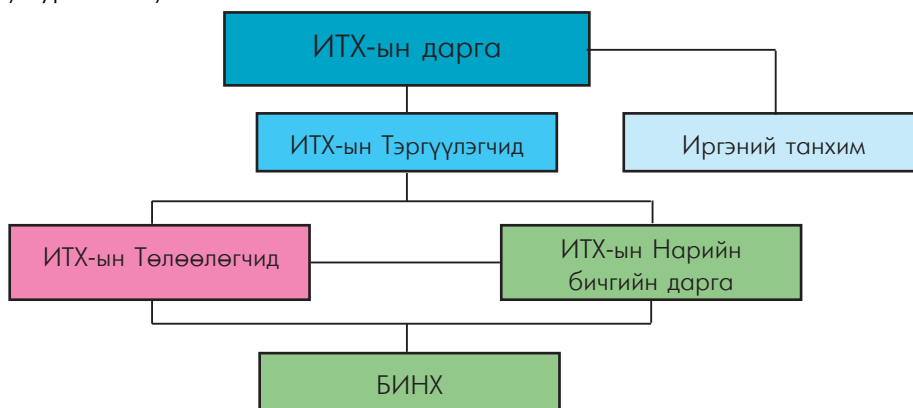 ИТХ-ын дарга
ИТХ-ын Тэргүүлэгчид
Иргэний танхим
ИТХ-ын Төлөөлөгчид
ИТХ-ын Нарийн
бичгийн дарга
БИНХ